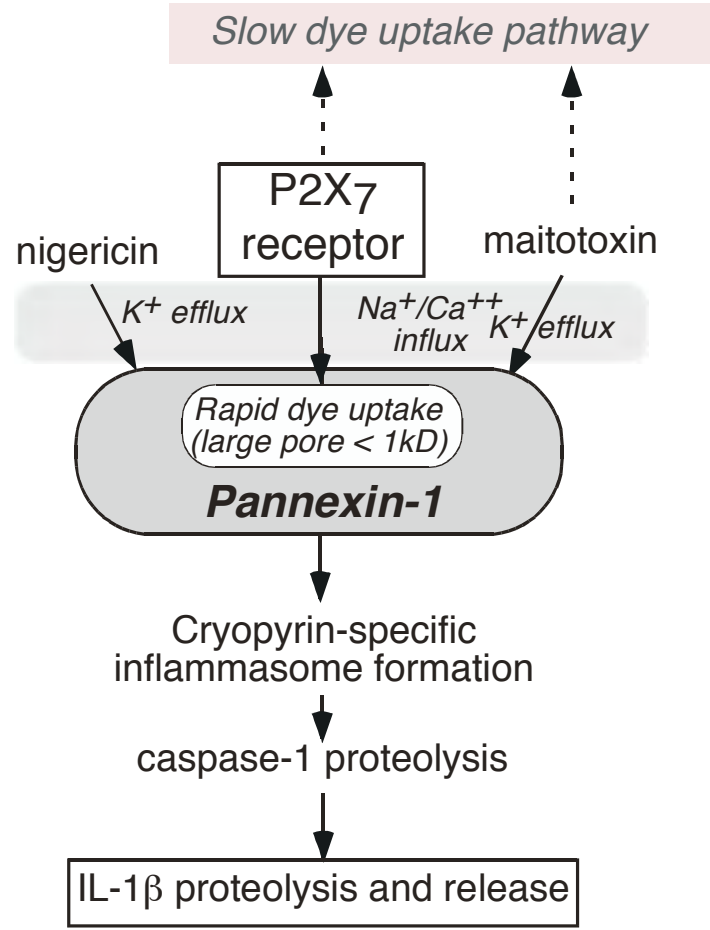 Slow dye uptake pathway
P2X7
receptor
nigericin
maitotoxin
K+ efflux
Na+/Ca++
influx
K+ efflux
Rapid dye uptake
(large pore < 1kD)
Pannexin-1
Cryopyrin-specific
inflammasome formation
caspase-1 proteolysis
IL-1β proteolysis and release